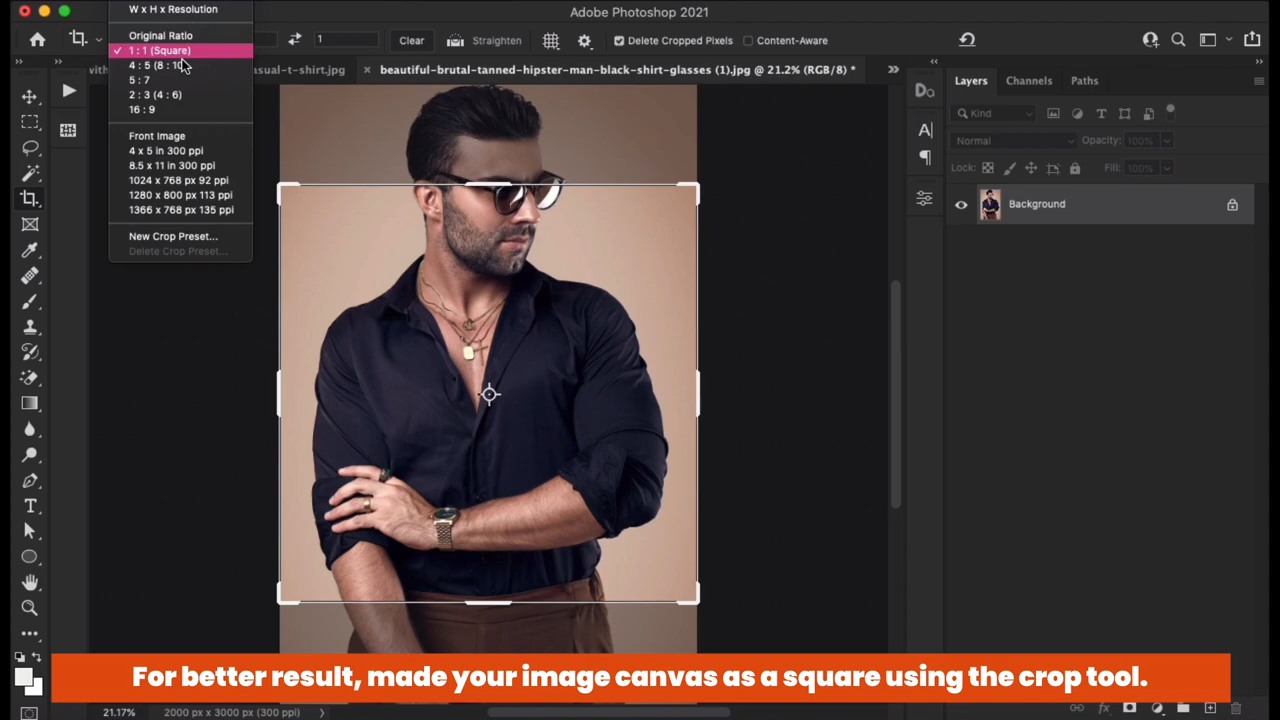 W x H x Resolution
Adobe Photoshop 2021
1
Clear
Straighten
Delete Cropped Pixels
Content-Aware
Original Ratio
1 : 1 (Square)
4 : 5 (8 : 10)
5 : 7
2 : 3 (4 : 6)
16 : 9
Front Image
4 x 5 in 300 ppi
8.5 x 11 in 300 ppi
1024 x 768 px 92 ppi
1280 x 800 px 113 ppi
1366 x 768 px 135 ppi
New Crop Preset...
Delete Crop Preset...
asual-t-shirt.jpg
beautiful-brutal-tanned-hipster-man-black-shirt-glasses (1).jpg @ 21.2% (RGB/8) *
Layers
Channels
Paths
Kind
Normal
Opacity: 100%
Lock:
Fill: 100%
Background
For better result, made your image canvas as a square using the crop tool.
21.17%
2000 px x 3000 px (300 ppi)
fx